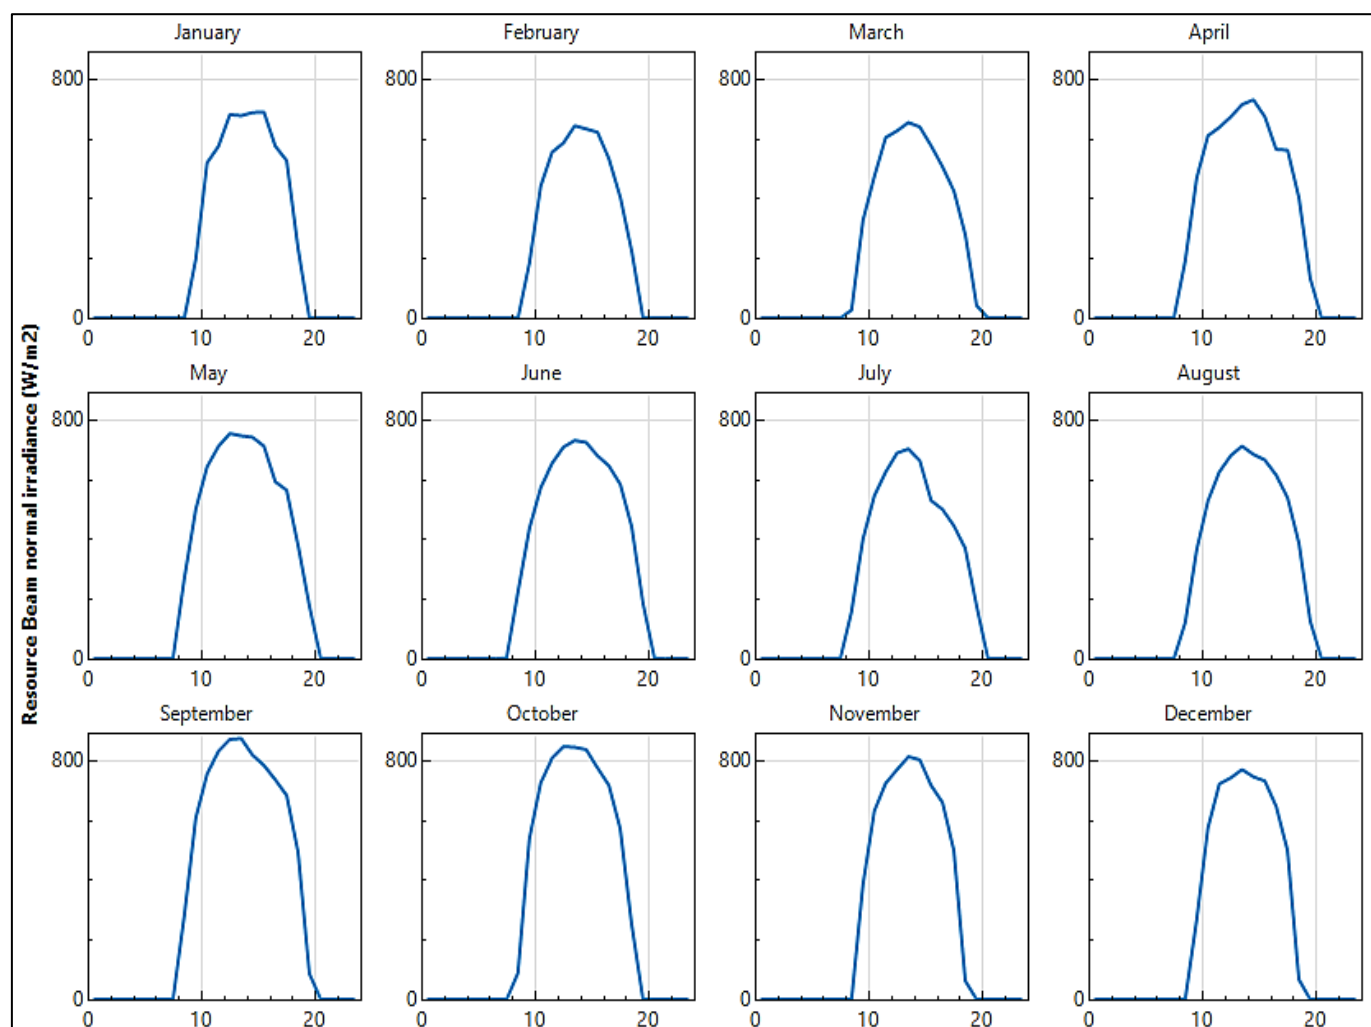 January February March April
800 800 800 800
0 0 0 0
0 10 20 0 10 20 0 10 20 0 10 20
May June July August
800 800 800 800
0 0 0 0
0 10 20 0 10 20 0 10 20 0 10 20
Resource Beam normal irradiance (W/m2)
September October November December
800 800 800 800
0 0 0 0
0 10 20 0 10 20 0 10 20 0 10 20